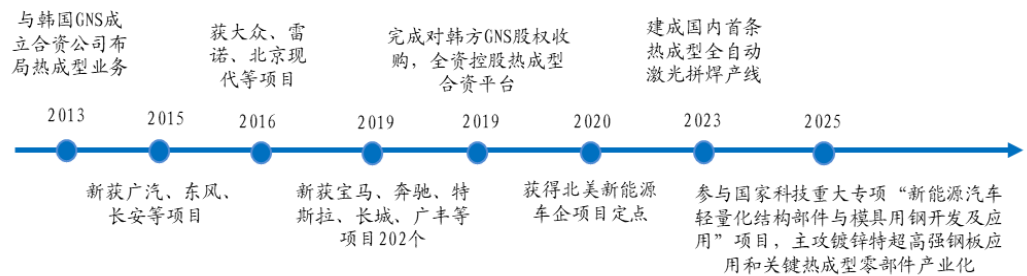 与韩国GNS成
立合资公司布
局热成型业务
获大众、雷
诺、北京现
代等项目
完成对韩方GNS股权收
购，全资控股热成型
合资平台
建成国内首条
热成型全自动
激光拼焊产线
2013
2015
2016
2019
2019
2020
2023
2025
新获广汽、东风、
长安等项目
新获宝马、奔驰、特
斯拉、长城、广丰等
项目202个
获得北美新能源
车企项目定点
参与国家科技重大专项“新能源汽车
轻量化结构部件与模具用钢开发及应
用”项目，主攻镀锌特超高强钢板应
用和关键热成型零部件产业化